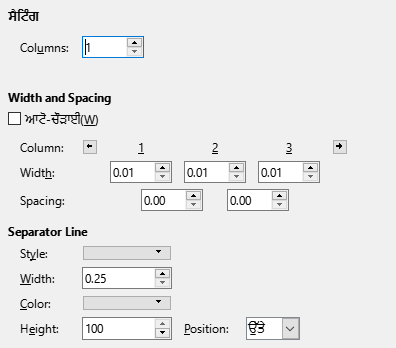 ਸੈਟਿੰਗ
Columns: 1
Width and Spacing
ਆਟੋ-ਚੌੜਾਈ(W)
Column: 1 2 3
Width: 0.01 0.01 0.01
Spacing: 0.00 0.00
Separator Line
Style:
Width: 0.25
Color:
Height: 100 Position: ਉੱਤੇ